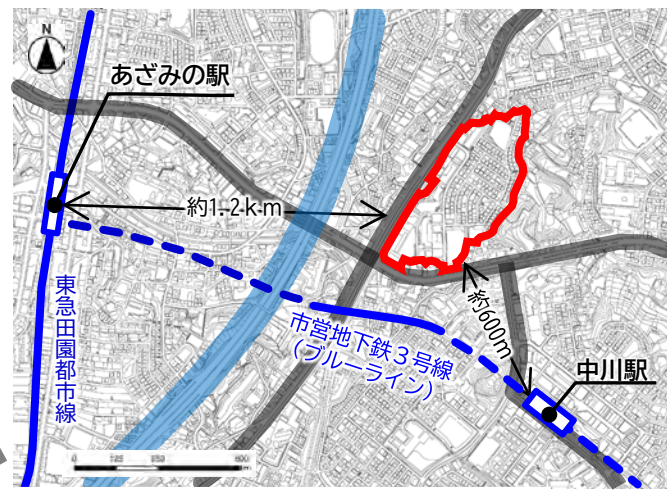 N
あざみの駅
約1.2km
東急田園都市線
市営地下鉄3号線
(ブルーライン)
約600m
中川駅
0